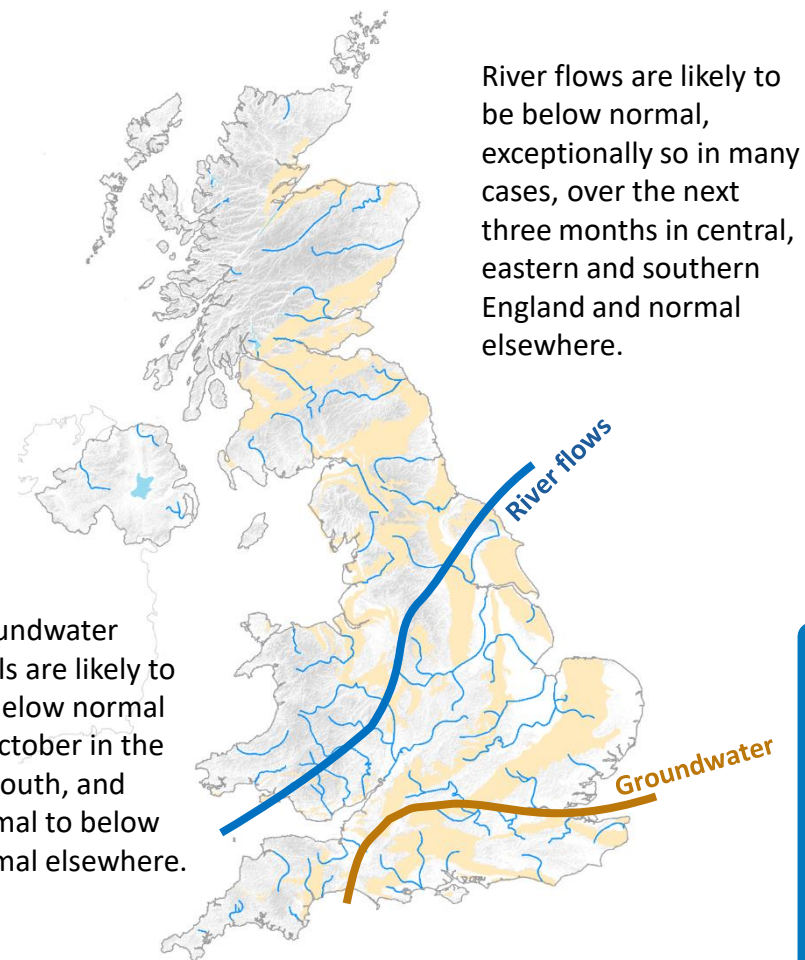 River flows are likely to
be below normal,
exceptionally so in many
cases, over the next
three months in central,
eastern and southern
England and normal
elsewhere.
River flows
oundwater
ls are likely to
elow normal
ctober in the
outh, and
mal to below
mal elsewhere.
Groundwater